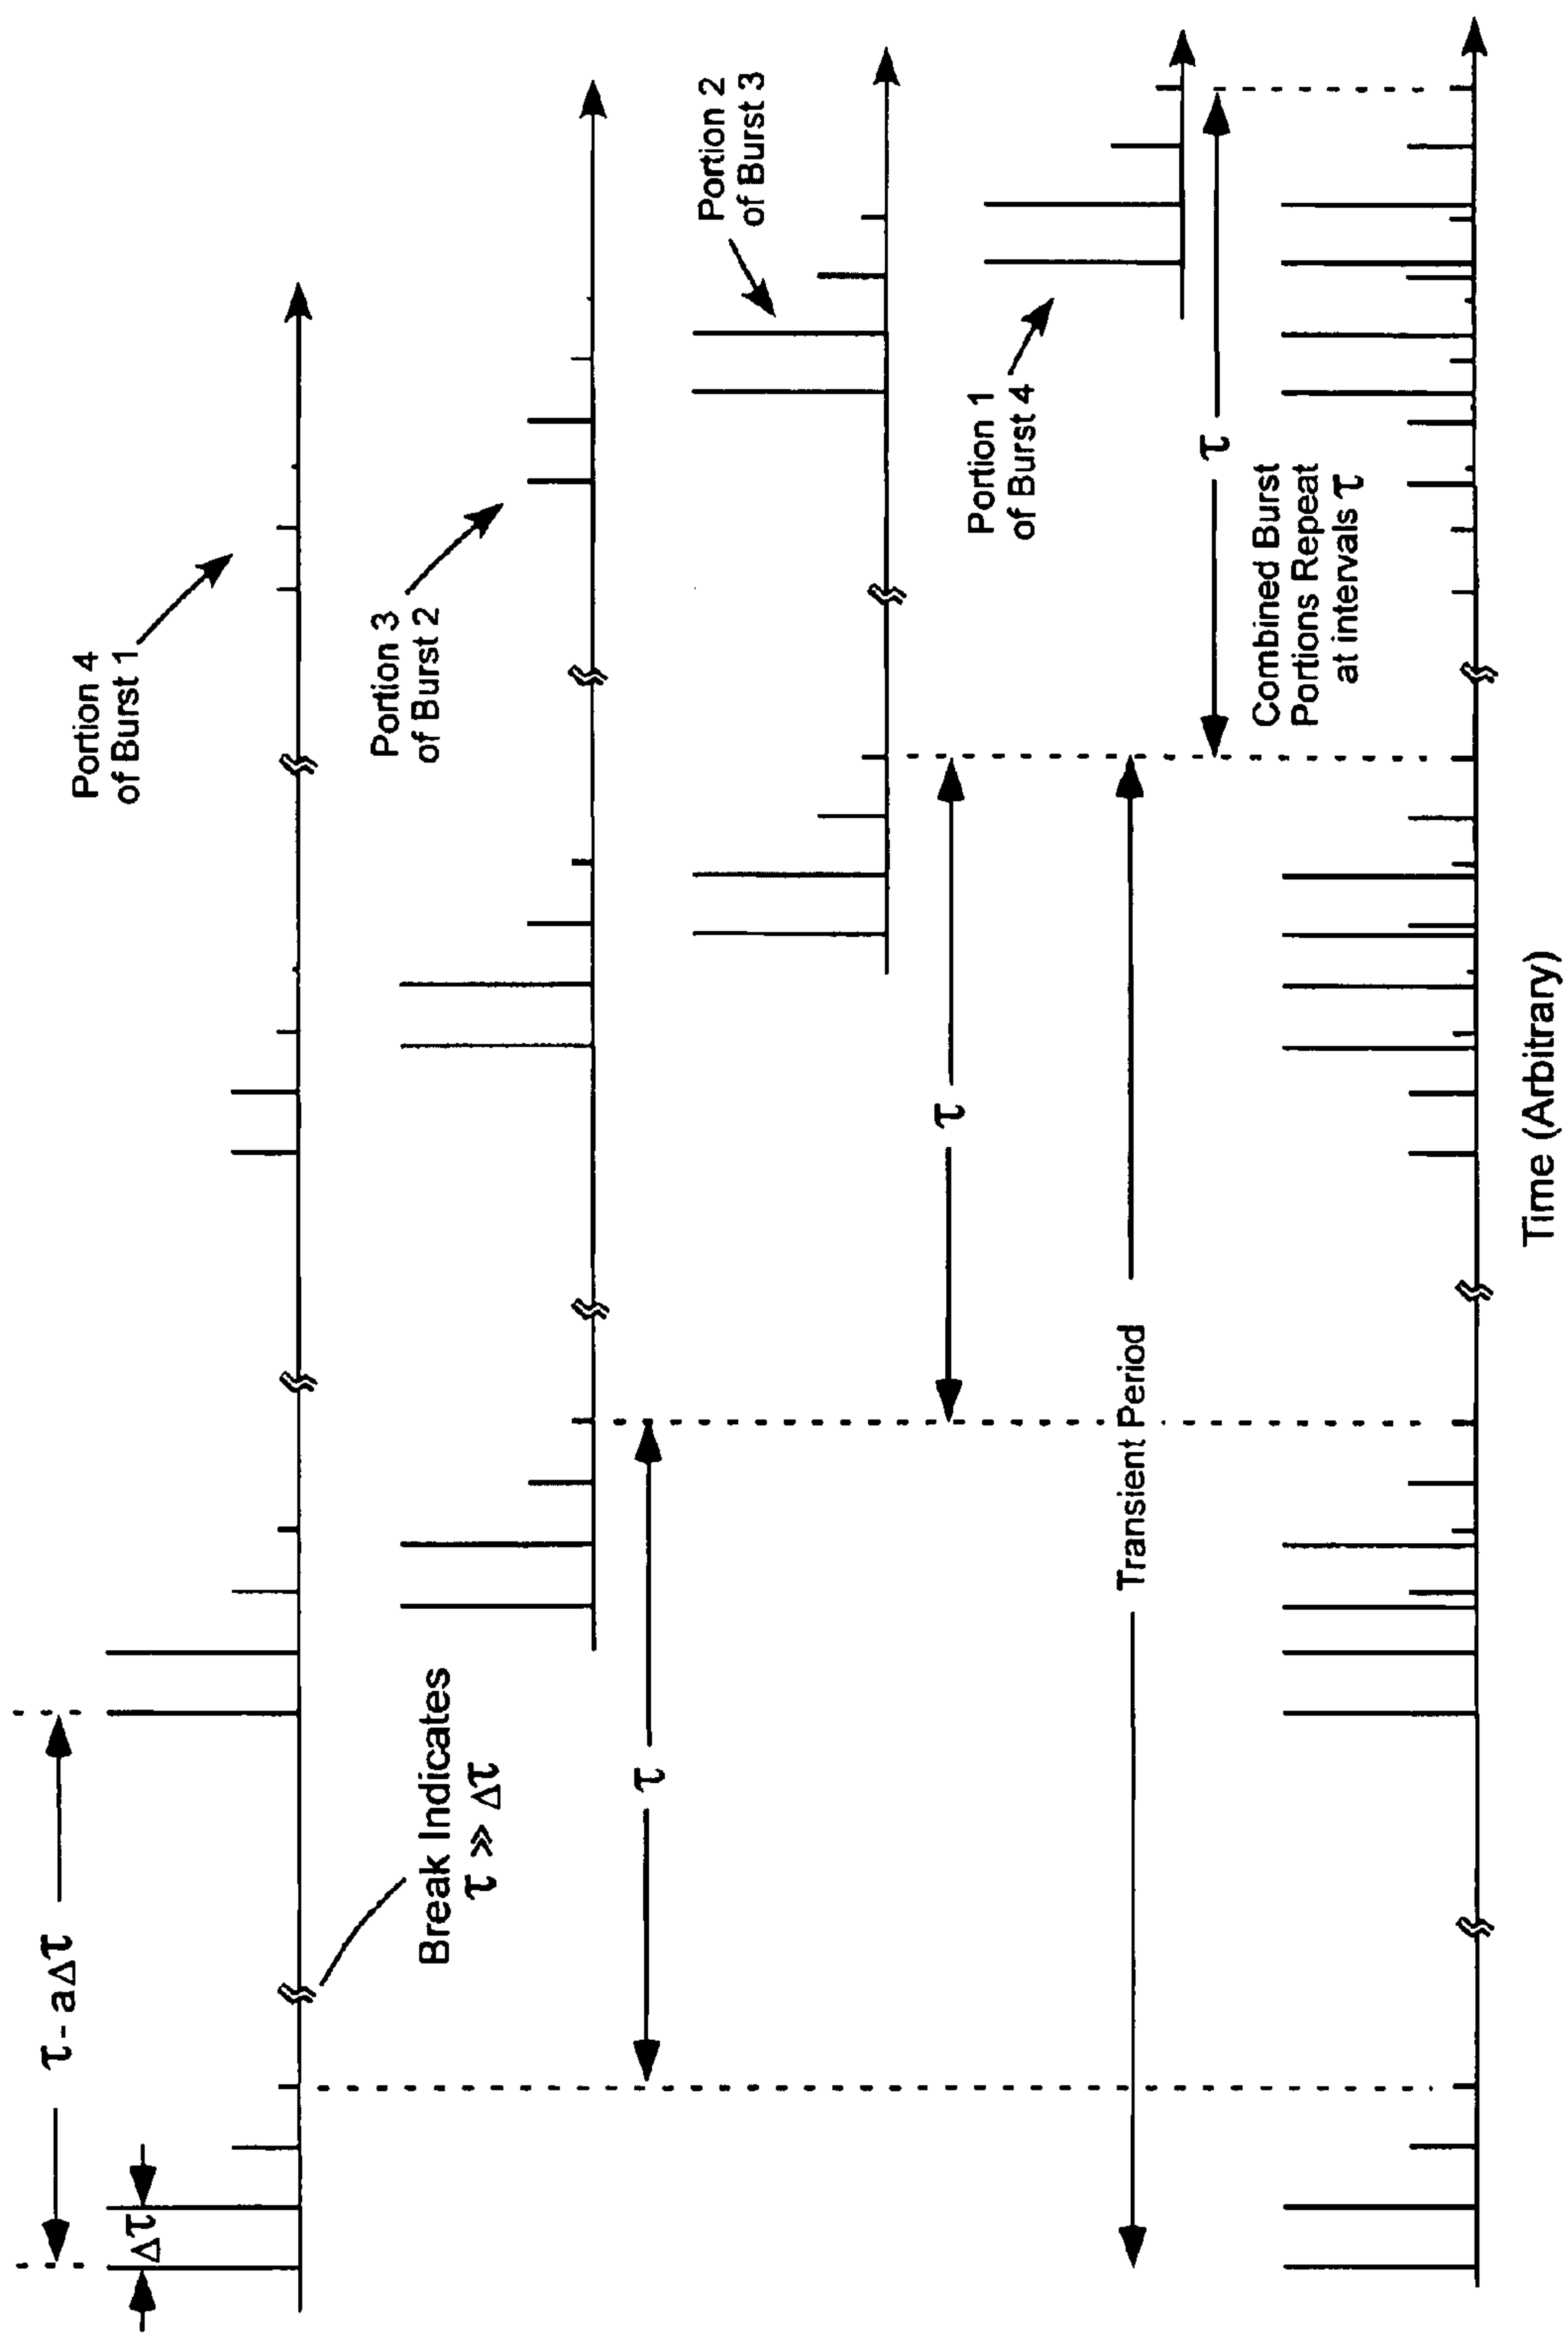 τ - aΔτ
Δτ
Portion 4
of Burst 1
Break Indicates
τ >> Δτ
Portion 3
of Burst 2
τ
Portion 2
of Burst 3
τ
Portion 1
of Burst 4
Transient Period
τ
Combined Burst
Portions Repeat
at intervals τ
Time (Arbitrary)